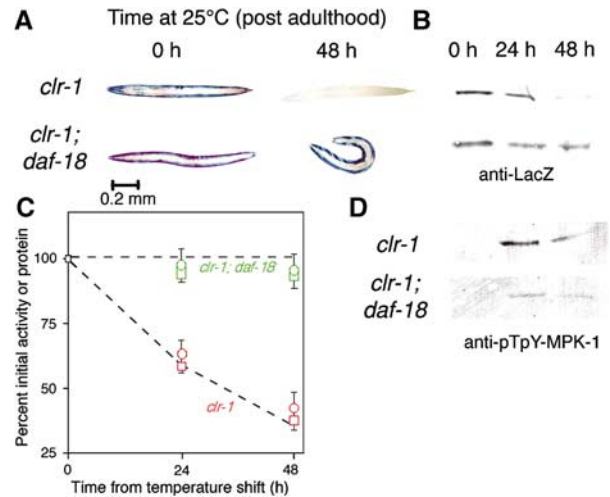 A
Time at 25°C (post adulthood)
0 h
48 h
clr-1
clr-1;
daf-18
0.2 mm
B
0 h
24 h
48 h
anti-LacZ
C
Percent initial activity or protein
100
75
50
25
clr-1; daf-18
clr-1
0
24
48
Time from temperature shift (h)
D
clr-1
clr-1;
daf-18
anti-pTpY-MPK-1